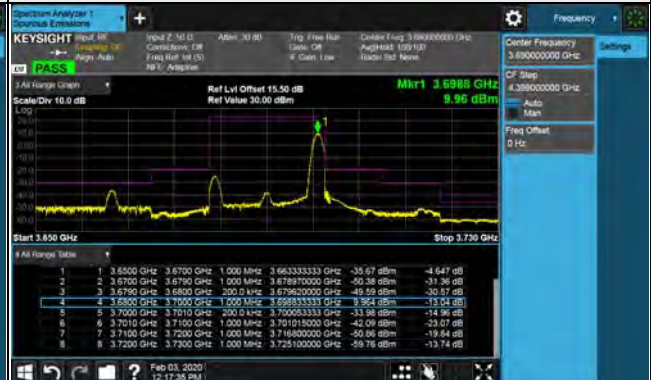 Spectrum Analyzer 1
Spurious Emissions
+
Frequency
KEYSIGHT Input: RF
Coupling: DC
Align: Auto
Input Z: 50 Ω
Corrections: Off
Freq Ref: Int (S)
NFE: Adaptive
Atten: 30 dB
Trig: Free Run
Gate: Off
IF Gain: Low
Center Freq: 3.690000000 GHz
Avg|Hold: 100/100
Radio Std: None
PASS
Center Frequency
3.690000000 GHz
Settings
CF Step
4.398000000 GHz
Auto
Man
Freq Offset
0 Hz
3 All Range Graph
Scale/Div 10.0 dB
Ref Lvl Offset 15.50 dB
Ref Value 30.00 dBm
Mkr1 3.6988 GHz
9.96 dBm
Log
1
Start 3.650 GHz
Stop 3.730 GHz
All Range Table
1 1 3.6500 GHz 3.6700 GHz 1.000 MHz 3.663333333 GHz -35.67 dBm -4.647 dB
2 2 3.6700 GHz 3.6790 GHz 1.000 MHz 3.678970000 GHz -50.38 dBm -31.36 dB
3 3 3.6790 GHz 3.6800 GHz 200.0 kHz 3.679620000 GHz -49.59 dBm -30.57 dB
4 4 3.6800 GHz 3.7000 GHz 1.000 MHz 3.698833333 GHz 9.964 dBm -13.04 dB
5 5 3.7000 GHz 3.7010 GHz 200.0 kHz 3.700053333 GHz -33.98 dBm -14.96 dB
6 6 3.7010 GHz 3.7100 GHz 1.000 MHz 3.701015000 GHz -42.09 dBm -23.07 dB
7 7 3.7100 GHz 3.7200 GHz 1.000 MHz 3.716800000 GHz -50.86 dBm -19.84 dB
8 8 3.7200 GHz 3.7300 GHz 1.000 MHz 3.725100000 GHz -59.76 dBm -13.74 dB
?
Feb 03, 2020
12:17:35 PM